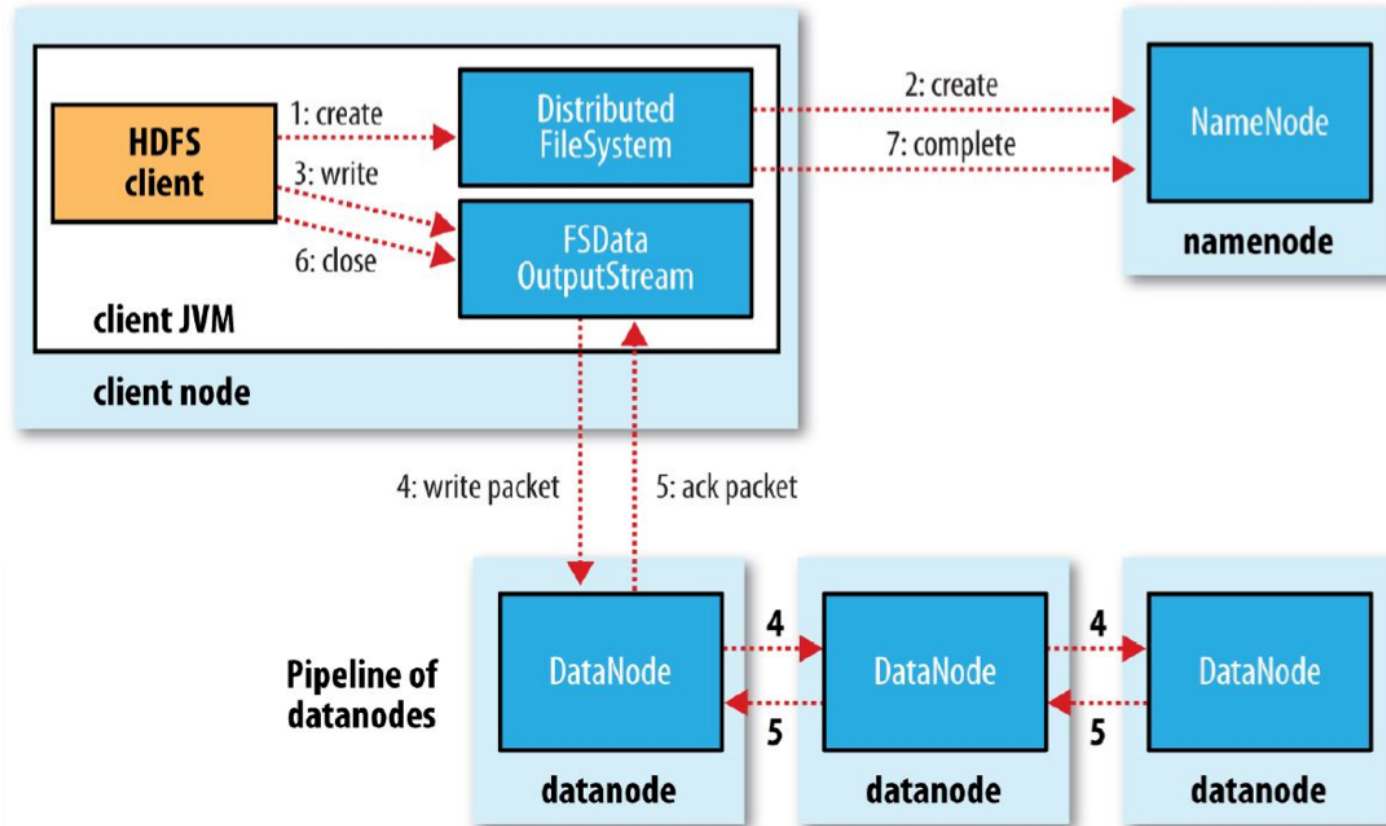 1: create
Distributed
FileSystem
2: create
NameNode
HDFS
client
7: complete
3: write
FSData
OutputStream
namenode
6: close
client JVM
client node
4: write packet
5: ack packet
Pipeline of
datanodes
DataNode
4
5
DataNode
4
5
DataNode
datanode
datanode
datanode